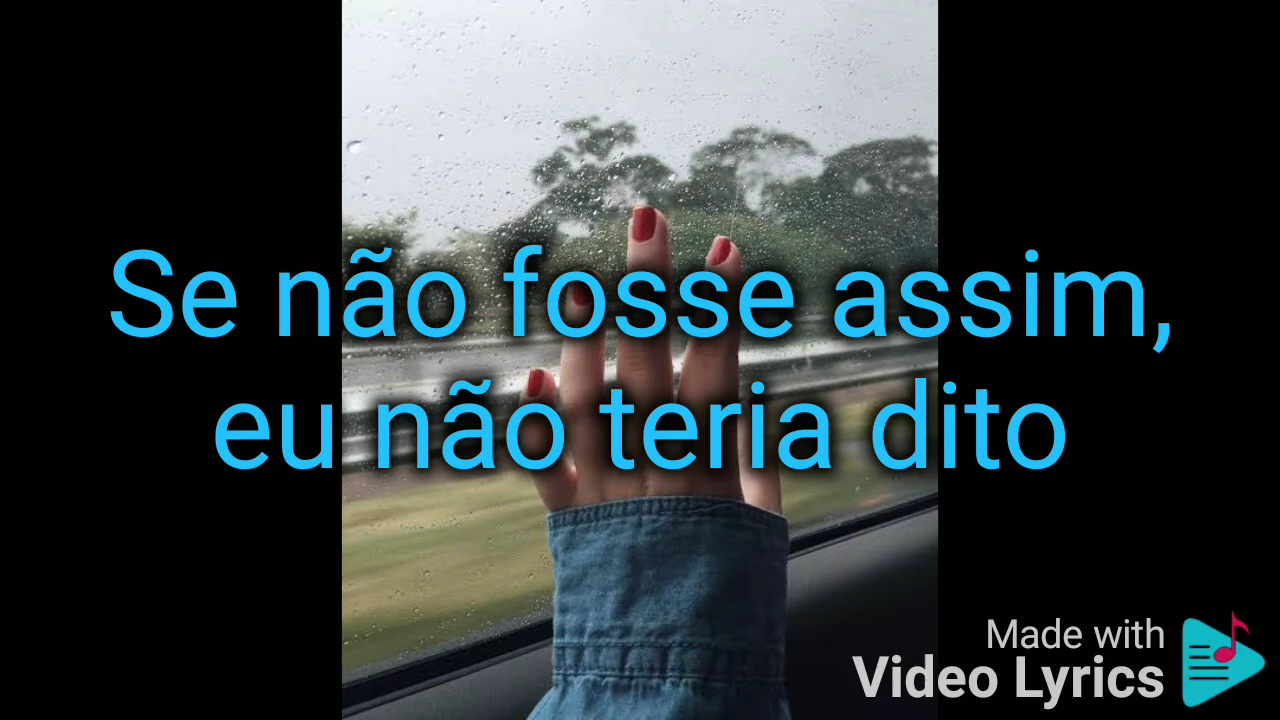 Se não fosse assim,
eu não teria dito
Made with
Video Lyrics